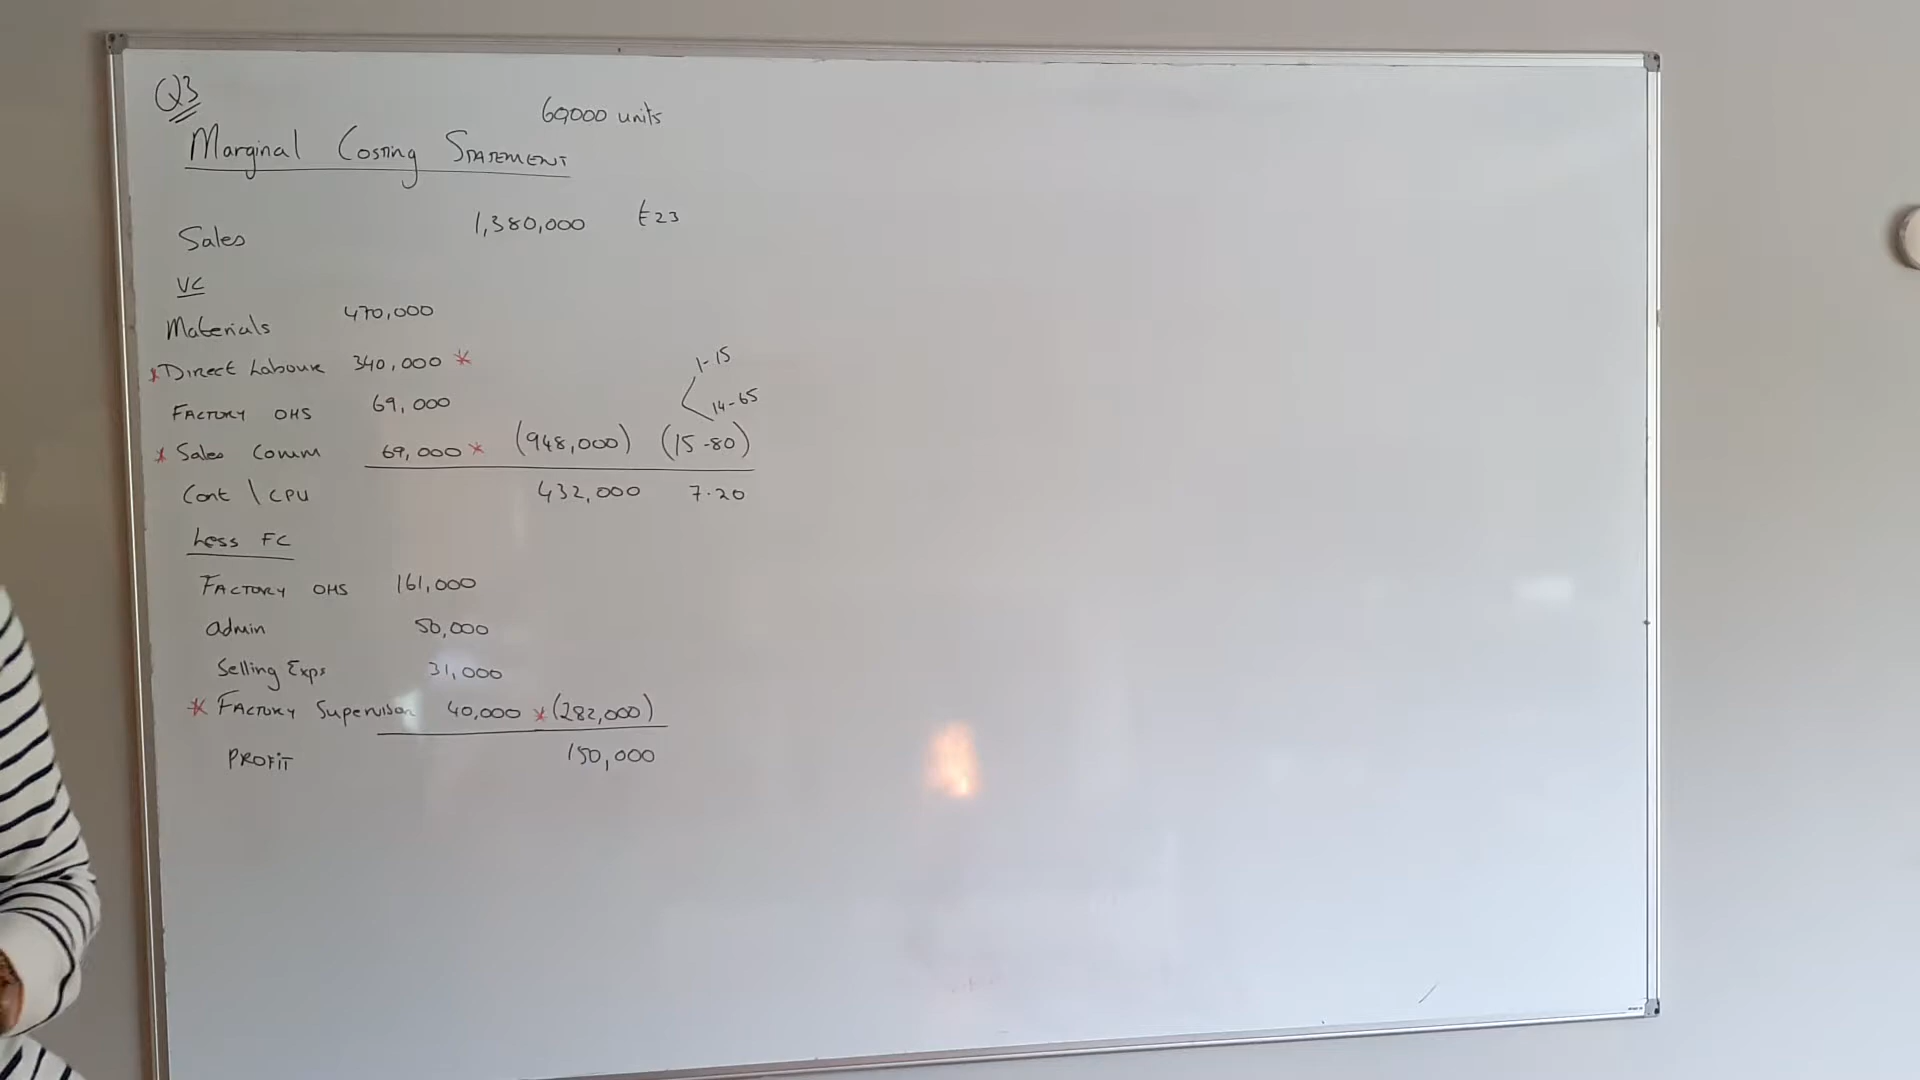 Q3
60000 units
Marginal Costing Statement
Sales 1,380,000 €23
VC
Materials 470,000
1-15
* Direct Labour 340,000 *
14-65
Factory OHS 69,000
* Sales Comm 69,000 * (948,000) (15-80)
Cont \ CPU 432,000 7.20
Less FC
Factory OHS 161,000
Admin 50,000
Selling Exps 31,000
* Factory Supervisor 40,000 * (282,000)
PROFIT 150,000